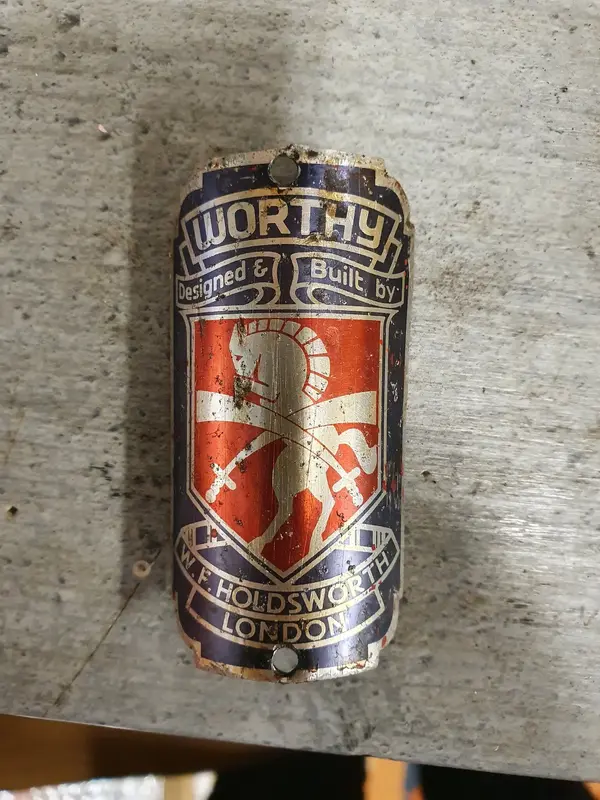 WORTHY
Designed & Built by
W. F. HOLDSWORTH
LONDON